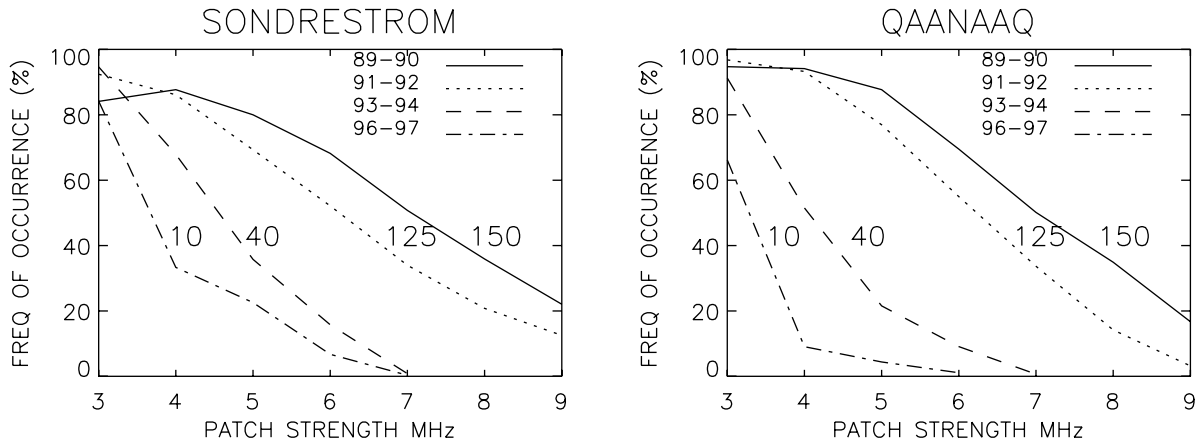 SONDRESTROM
FREQ OF OCCURRENCE (%)
100
80
60
40
20
0
89-90
91-92
93-94
96-97
10 40 125 150
3 4 5 6 7 8 9
PATCH STRENGTH MHz
QAANAAQ
FREQ OF OCCURRENCE (%)
100
80
60
40
20
0
89-90
91-92
93-94
96-97
10 40 125 150
3 4 5 6 7 8 9
PATCH STRENGTH MHz